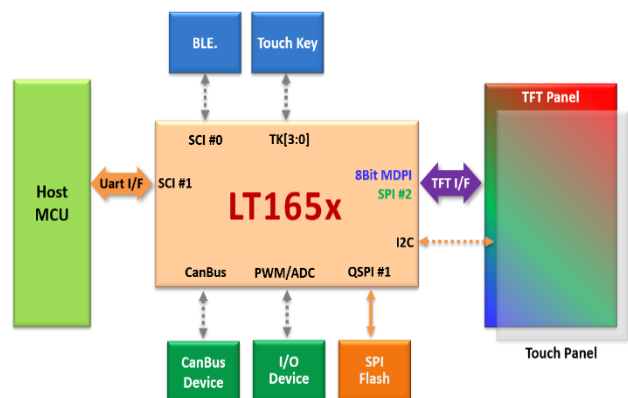 BLE.
Touch Key
TFT Panel
SCI #0
TK[3:0]
Host
MCU
Uart I/F
SCI #1
LT165x
8Bit MDPI
SPI #2
TFT I/F
I2C
CanBus
PWM/ADC
QSPI #1
CanBus
Device
I/O
Device
SPI
Flash
Touch Panel